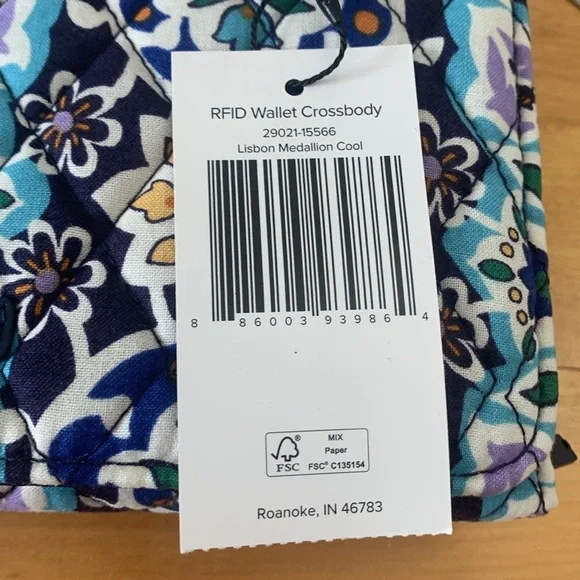 RFID Wallet Crossbody
29021-15566
Lisbon Medallion Cool
8 86003 93986 4
FSC
MIX
Paper
FSC® C135154
Roanoke, IN 46783